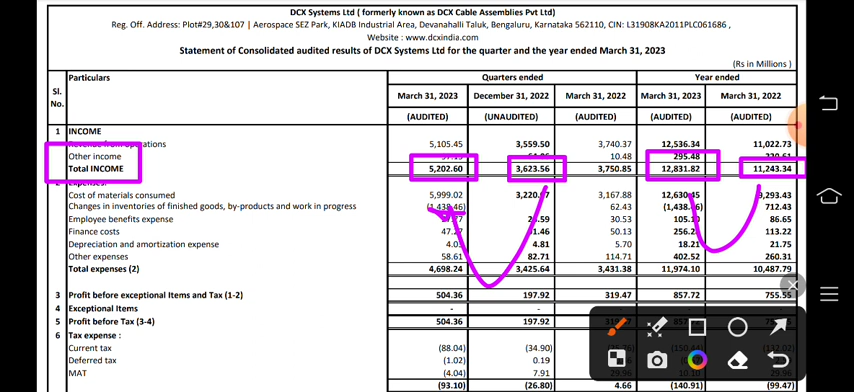 DCX Systems Ltd ( formerly known as DCX Cable Assemblies Pvt Ltd)
Reg. Off. Address: Plot#29,30&107 | Aerospace SEZ Park, KIADB Industrial Area, Devanahalli Taluk, Bengaluru, Karnataka 562110, CIN: L31908KA2011PLC061686 ,
Website : www.dcxindia.com
Statement of Consolidated audited results of DCX Systems Ltd for the quarter and the year ended March 31, 2023
(Rs in Millions )
Sl. No. Particulars Quarters ended Year ended
March 31, 2023 December 31, 2022 March 31, 2022 March 31, 2023 March 31, 2022
(AUDITED) (UNAUDITED) (AUDITED) (AUDITED) (AUDITED)
1 INCOME
Revenue from operations 5,105.45 3,559.50 3,740.37 12,536.34 11,022.73
Other income 10.48 295.48
Total INCOME 5,202.60 3,623.56 3,750.85 12,831.82 11,243.34
2 Expenses:
Cost of materials consumed 5,999.02 3,167.88 12,630.45 9,293.43
Changes in inventories of finished goods, by-products and work in progress (1,438.46) 62.43 712.43
Employee benefits expense 30.53 86.65
Finance costs 50.13 113.22
Depreciation and amortization expense 4.81 5.70 18.21 21.75
Other expenses 58.61 82.71 114.71 402.52 260.31
Total expenses (2) 4,698.24 3,425.64 3,431.38 11,974.10 10,487.79
3 Profit before exceptional Items and Tax (1-2) 504.36 197.92 319.47 857.72 755.55
4 Exceptional Items - -
5 Profit before Tax (3-4) 504.36 197.92
6 Tax expense :
Current tax (88.04) (34.90)
Deferred tax (1.02) 0.19
MAT (4.04) 7.91
(93.10) (26.80) 4.66 (140.91) (99.47)